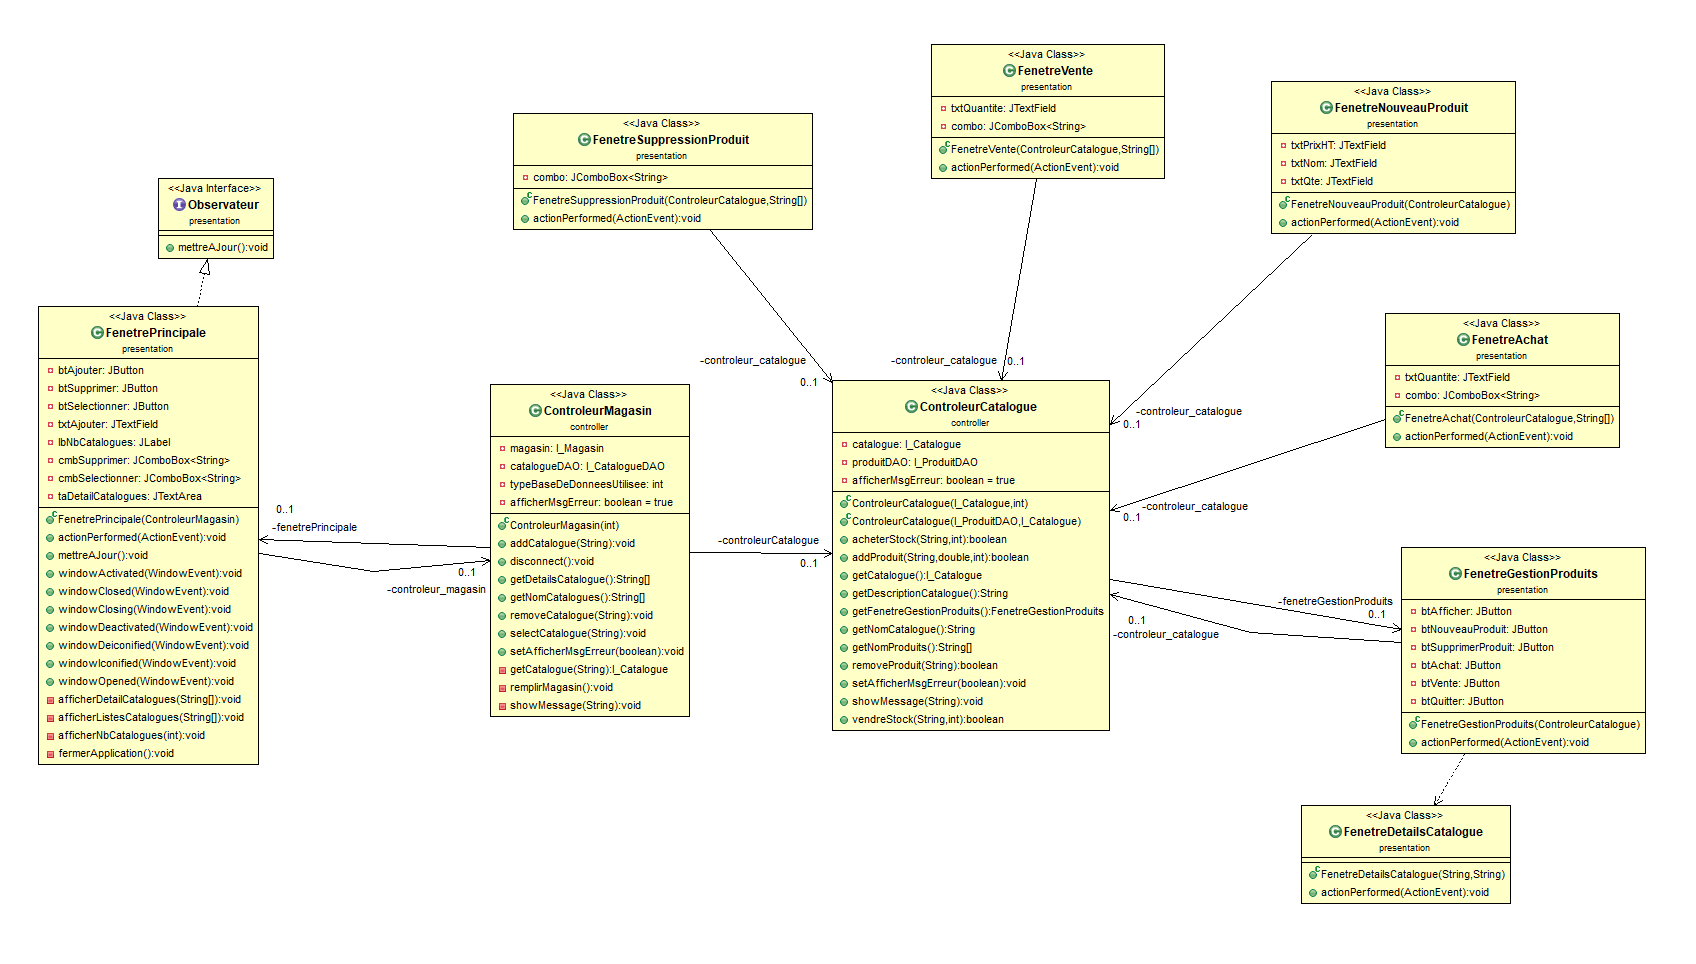 <<Java Class>>
FenetreVente
presentation
txtQuantite: JTextField
combo: JComboBox<String>
FenetreVente(ControleurCatalogue,String[])
actionPerformed(ActionEvent):void
<<Java Class>>
FenetreNouveauProduit
presentation
txtPrixHT: JTextField
txtNom: JTextField
txtQte: JTextField
FenetreNouveauProduit(ControleurCatalogue)
actionPerformed(ActionEvent):void
<<Java Class>>
FenetreSuppressionProduit
presentation
combo: JComboBox<String>
FenetreSuppressionProduit(ControleurCatalogue,String[])
actionPerformed(ActionEvent):void
<<Java Interface>>
Observateur
presentation
mettreAJour():void
<<Java Class>>
FenetrePrincipale
presentation
btAjouter: JButton
btSupprimer: JButton
btSelectionner: JButton
txtAjouter: JTextField
lbNbCatalogues: JLabel
cmbSupprimer: JComboBox<String>
cmbSelectionner: JComboBox<String>
taDetailCatalogues: JTextArea
FenetrePrincipale(ControleurMagasin)
actionPerformed(ActionEvent):void
mettreAJour():void
windowActivated(WindowEvent):void
windowClosed(WindowEvent):void
windowClosing(WindowEvent):void
windowDeactivated(WindowEvent):void
windowDeiconified(WindowEvent):void
windowIconified(WindowEvent):void
windowOpened(WindowEvent):void
afficherDetailCatalogues(String[]):void
afficherListesCatalogues(String[]):void
afficherNbCatalogues(int):void
fermerApplication():void
0..1
-fenetrePrincipale
0..1
-controleur_magasin
<<Java Class>>
ControleurMagasin
controller
magasin: I_Magasin
catalogueDAO: I_CatalogueDAO
typeBaseDeDonneesUtilisee: int
afficherMsgErreur: boolean = true
ControleurMagasin(int)
addCatalogue(String):void
disconnect():void
getDetailsCatalogue():String[]
getNomCatalogues():String[]
removeCatalogue(String):void
selectCatalogue(String):void
setAfficherMsgErreur(boolean):void
getCatalogue(String):I_Catalogue
remplirMagasin():void
showMessage(String):void
-controleurCatalogue
0..1
-controleur_catalogue
0..1
-controleur_catalogue
0..1
<<Java Class>>
ControleurCatalogue
controller
catalogue: I_Catalogue
produitDAO: I_ProduitDAO
afficherMsgErreur: boolean = true
ControleurCatalogue(I_Catalogue,int)
ControleurCatalogue(I_ProduitDAO,I_Catalogue)
acheterStock(String,int):boolean
addProduit(String,double,int):boolean
getCatalogue():I_Catalogue
getDescriptionCatalogue():String
getFenetreGestionProduits():FenetreGestionProduits
getNomCatalogue():String
getNomProduits():String[]
removeProduit(String):boolean
setAfficherMsgErreur(boolean):void
showMessage(String):void
vendreStock(String,int):boolean
-controleur_catalogue
0..1
<<Java Class>>
FenetreAchat
presentation
txtQuantite: JTextField
combo: JComboBox<String>
FenetreAchat(ControleurCatalogue,String[])
actionPerformed(ActionEvent):void
-controleur_catalogue
0..1
-fenetreGestionProduits
0..1
0..1
-controleur_catalogue
<<Java Class>>
FenetreGestionProduits
presentation
btAfficher: JButton
btNouveauProduit: JButton
btSupprimerProduit: JButton
btAchat: JButton
btVente: JButton
btQuitter: JButton
FenetreGestionProduits(ControleurCatalogue)
actionPerformed(ActionEvent):void
<<Java Class>>
FenetreDetailsCatalogue
presentation
FenetreDetailsCatalogue(String,String)
actionPerformed(ActionEvent):void